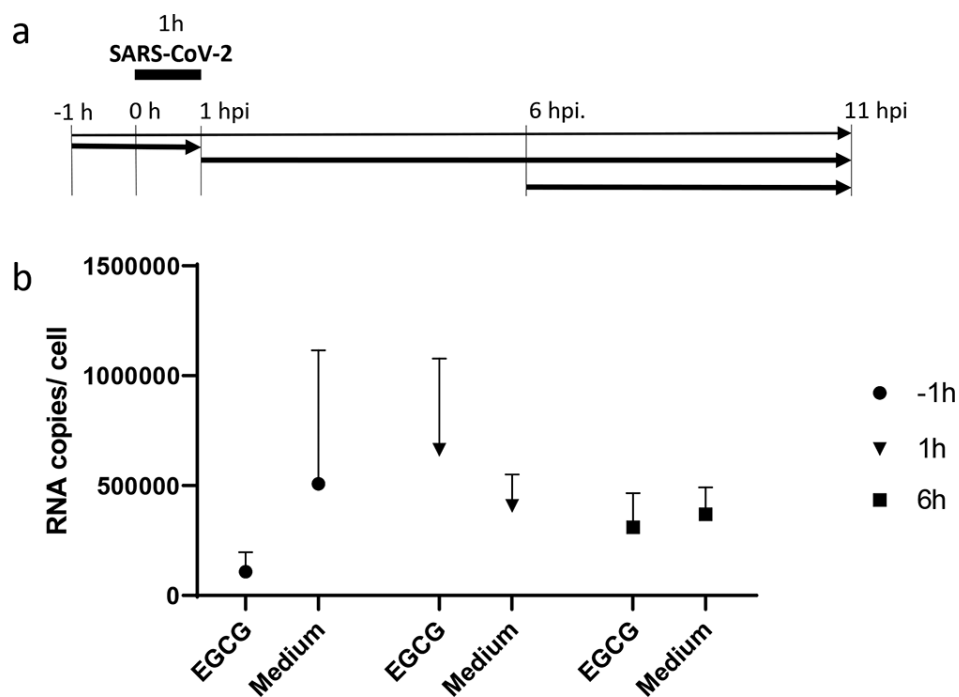 a
1h
SARS-CoV-2
-1 h 0 h 1 hpi 6 hpi. 11 hpi
b
1500000
1000000
500000
0
RNA copies/ cell
EGCG Medium EGCG Medium EGCG Medium
-1h
1h
6h